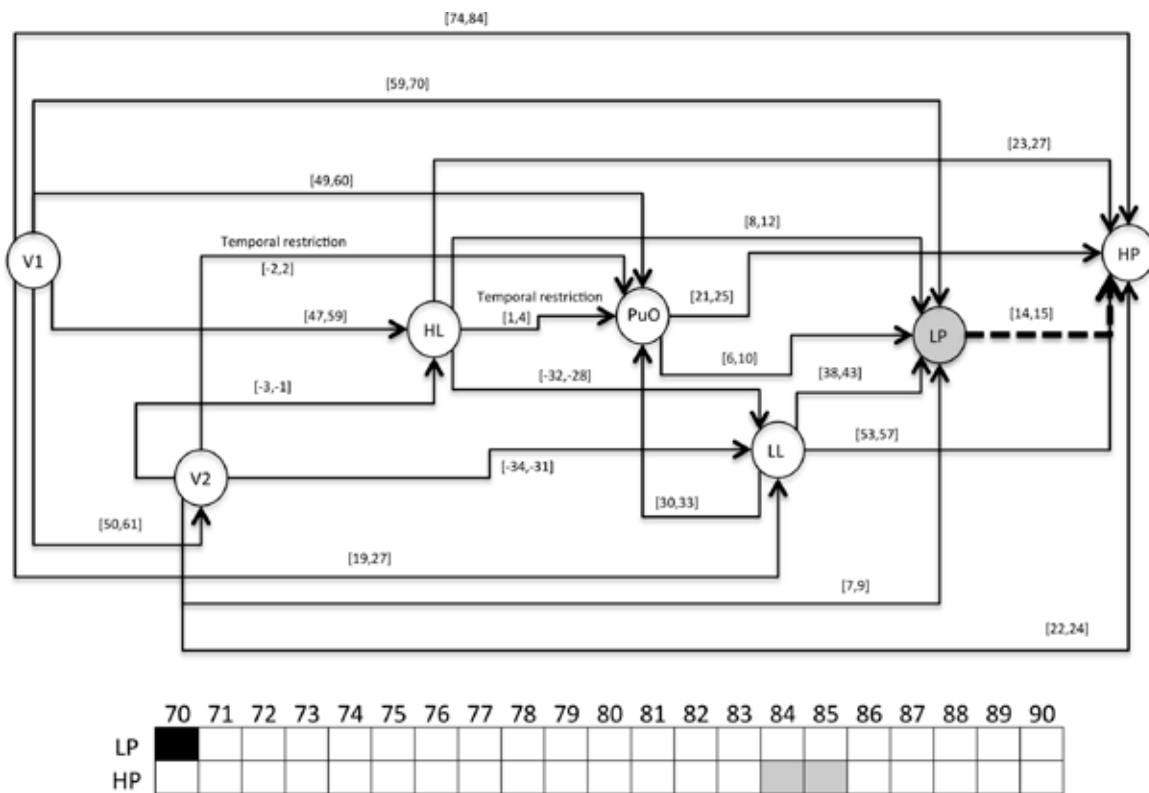 [74,84]
[59,70]
[23,27]
[49,60]
[8,12]
Temporal restriction
[-2,2]
V1
HP
Temporal restriction
[21,25]
[1,4]
[47,59]
HL
PuO
[14,15]
LP
[6,10]
[-32,-28]
[38,43]
[-3,-1]
[53,57]
LL
[-34,-31]
V2
[30,33]
[50,61]
[19,27]
[7,9]
[22,24]
70 71 72 73 74 75 76 77 78 79 80 81 82 83 84 85 86 87 88 89 90
LP
HP